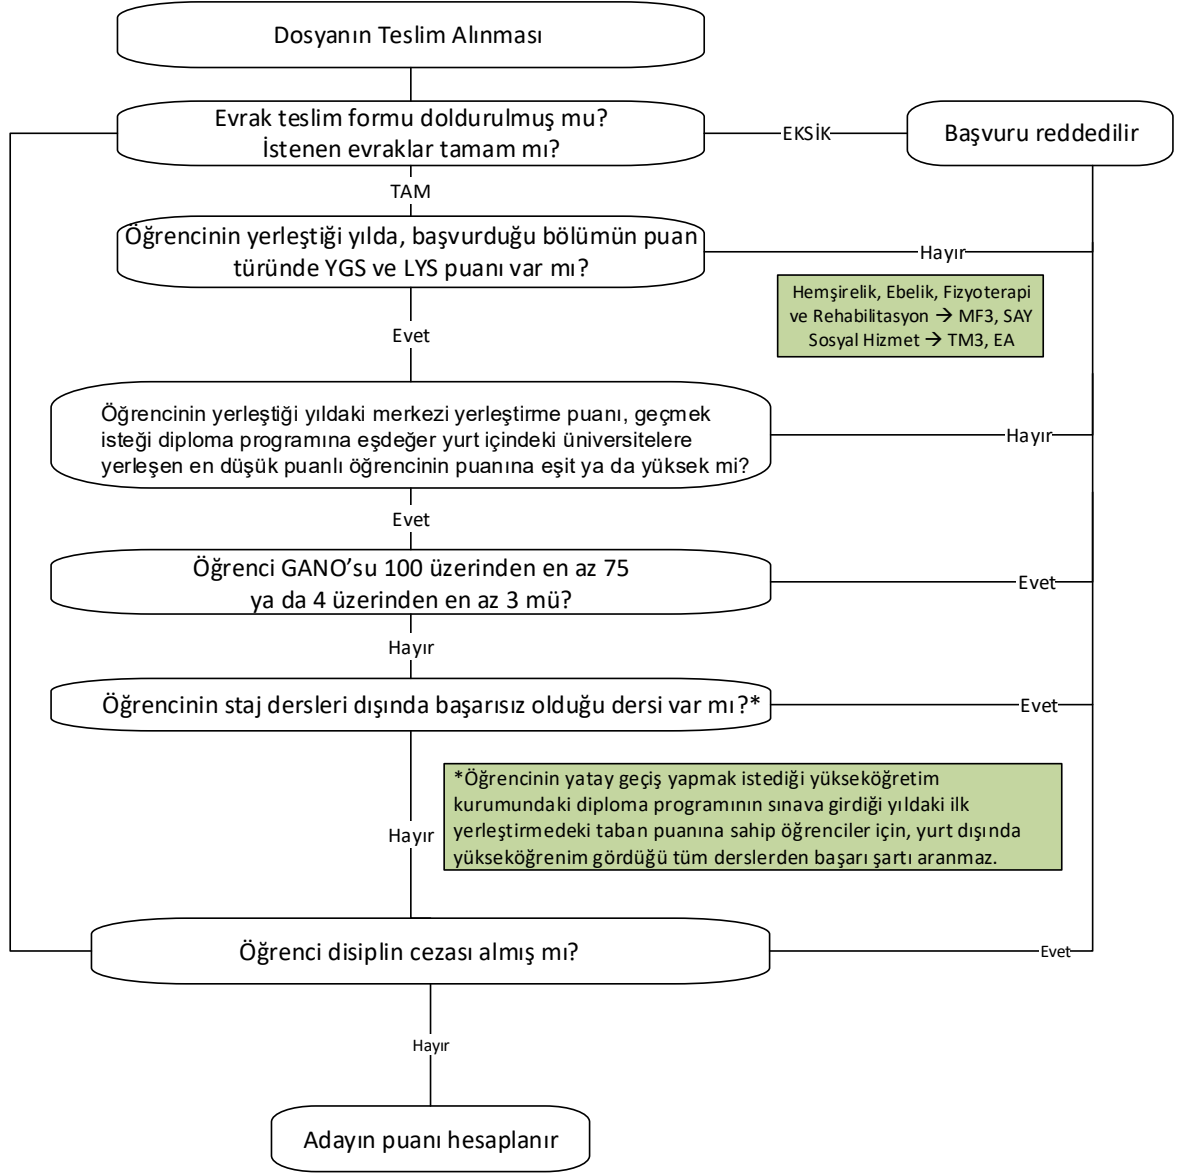 Dosyanın Teslim Alınması
Evrak teslim formu doldurulmuş mu?
İstenen evraklar tamam mı?
EKSİK
Başvuru reddedilir
TAM
Öğrencinin yerleştiği yılda, başvurduğu bölümün puan
türünde YGS ve LYS puanı var mı?
Hayır
Hemşirelik, Ebelik, Fizyoterapi
ve Rehabilitasyon → MF3, SAY
Sosyal Hizmet → TM3, EA
Evet
Öğrencinin yerleştiği yıldaki merkezi yerleştirme puanı, geçmek
isteği diploma programına eşdeğer yurt içindeki üniversitelere
yerleşen en düşük puanlı öğrencinin puanına eşit ya da yüksek mi?
Hayır
Evet
Öğrenci GANO’su 100 üzerinden en az 75
ya da 4 üzerinden en az 3 mü?
Evet
Hayır
Öğrencinin staj dersleri dışında başarısız olduğu dersi var mı?*
Evet
*Öğrencinin yatay geçiş yapmak istediği yükseköğretim
kurumundaki diploma programının sınava girdiği yıldaki ilk
yerleştirmedeki taban puanına sahip öğrenciler için, yurt dışında
yükseköğrenim gördüğü tüm derslerden başarı şartı aranmaz.
Hayır
Öğrenci disiplin cezası almış mı?
Evet
Hayır
Adayın puanı hesaplanır